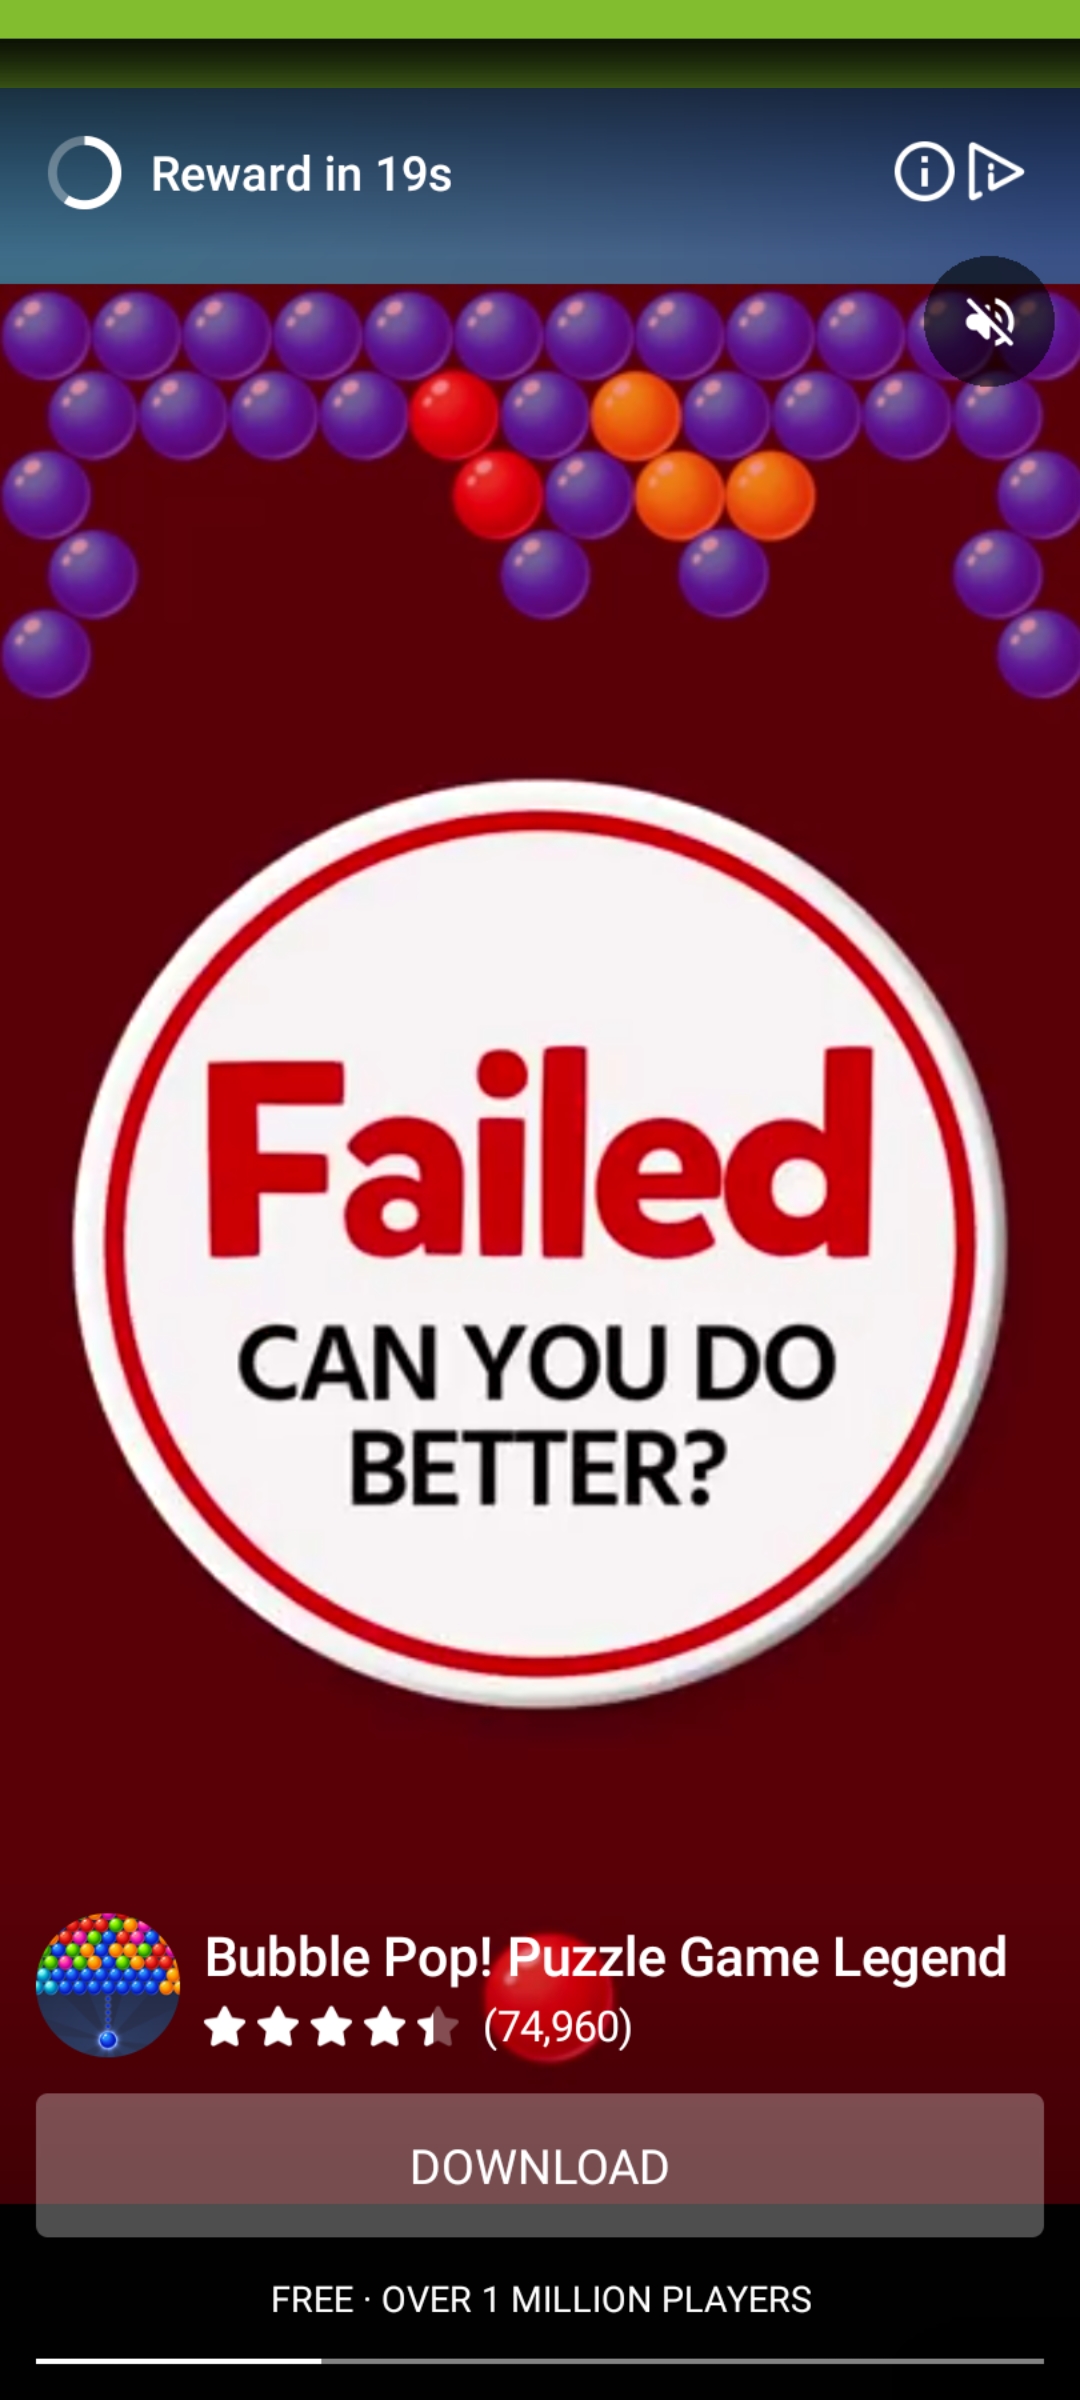 Reward in 19s
Failed
CAN YOU DO
BETTER?
Bubble Pop! Puzzle Game Legend
(74,960)
DOWNLOAD
FREE · OVER 1 MILLION PLAYERS